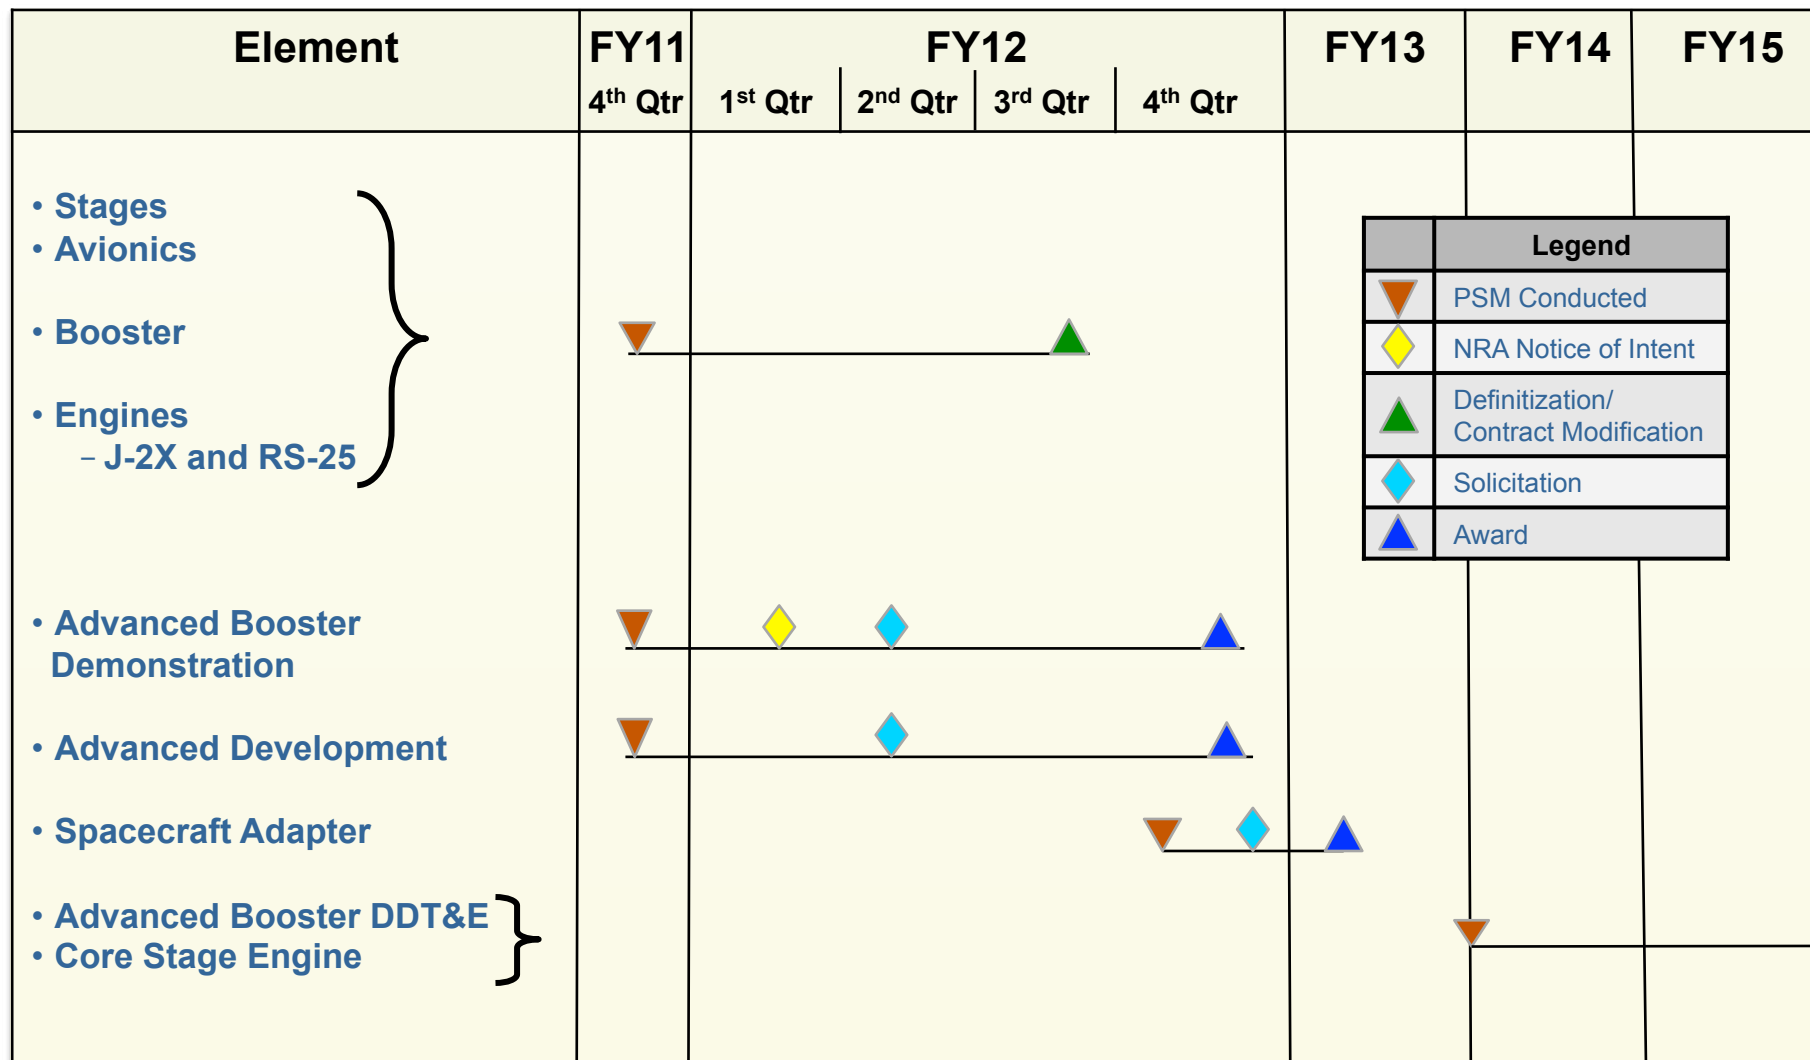 Element FY11 FY12 FY13 FY14 FY15
4th Qtr 1st Qtr 2nd Qtr 3rd Qtr 4th Qtr
• Stages
• Avionics
• Booster
• Engines
– J-2X and RS-25
Legend
PSM Conducted
NRA Notice of Intent
Definitization/
Contract Modification
Solicitation
Award
• Advanced Booster
Demonstration
• Advanced Development
• Spacecraft Adapter
• Advanced Booster DDT&E
• Core Stage Engine